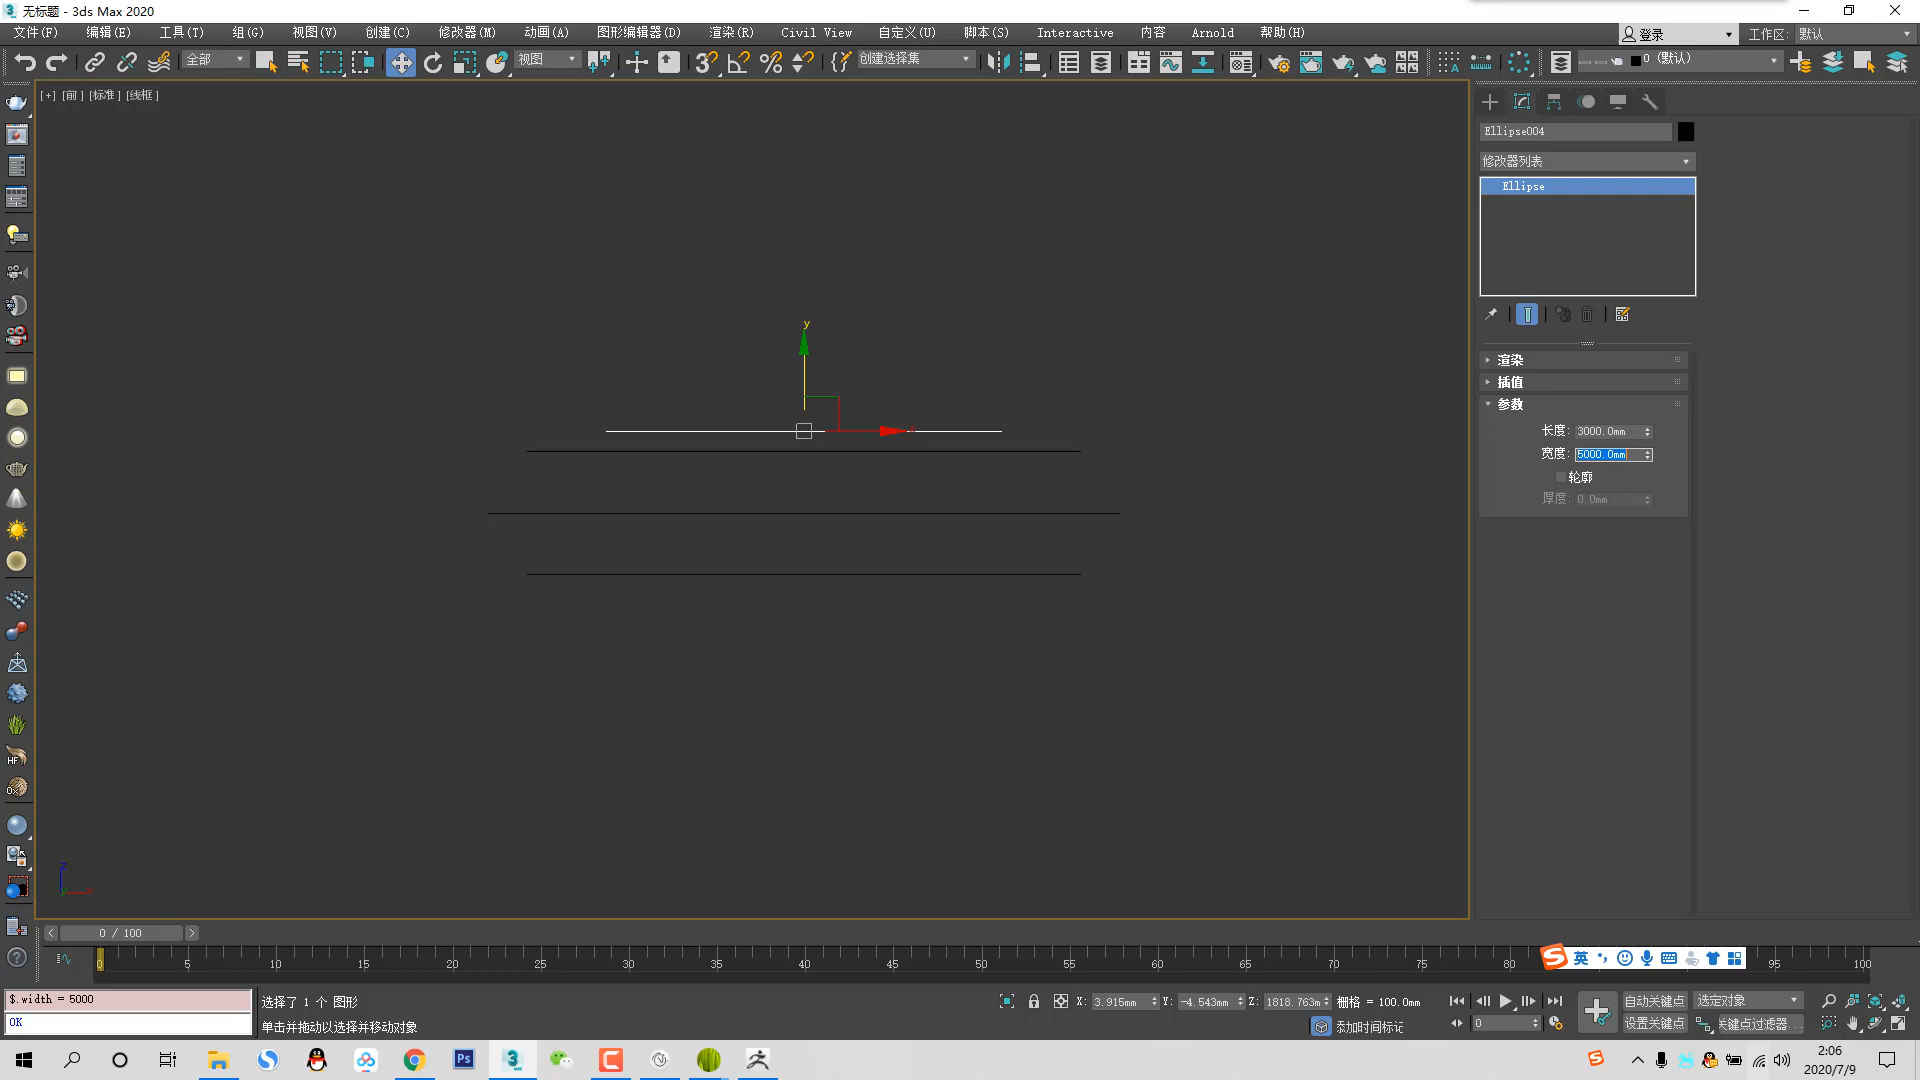 无标题 - 3ds Max 2020
文件(F) 编辑(E) 工具(T) 组(G) 视图(V) 创建(C) 修改器(M) 动画(A) 图形编辑器(D) 渲染(R) Civil View 自定义(U) 脚本(S) Interactive 内容 Arnold 帮助(H) 登录 工作区: 默认
全部 视图 创建选择集 0 (默认)
[+] [前] [标准] [线框]
Ellipse004
修改器列表
Ellipse
渲染
插值
参数
长度: 3000.0mm
宽度: 5000.0mm
轮廓
厚度: 0.0mm
y
x
z
x
0 / 100
0 5 10 15 20 25 30 35 40 45 50 55 60 65 70 75 80 95 100
英
$.width = 5000
OK
选择了 1 个 图形
单击并拖动以选择并移动对象
X: 3.915mm Y: -4.543mm Z: 1818.763m 栅格 = 100.0mm
添加时间标记
0
自动关键点 选定对象
设置关键点 关键点过滤器...
Ps
3
2:06
2020/7/9